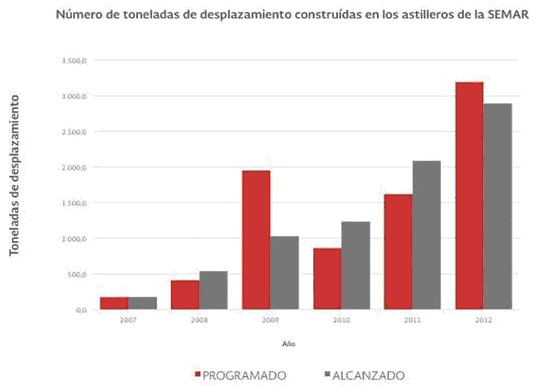 Número de toneladas de desplazamiento construídas en los astilleros de la SEMAR
Toneladas de desplazamiento
3.500,0
3.000,0
2.500,0
2.000,0
1.500,0
1.000,0
500,0
0,0
2007 2008 2009 2010 2011 2012
Año
PROGRAMADO ALCANZADO